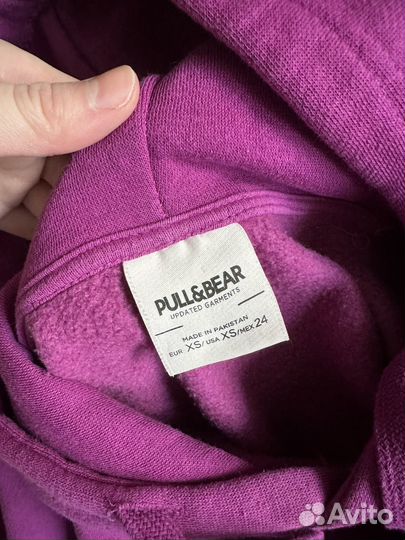 PULL&BEAR
UPDATED GARMENTS
MADE IN PAKISTAN
EUR XS/USA XS/MEX 24
Avito